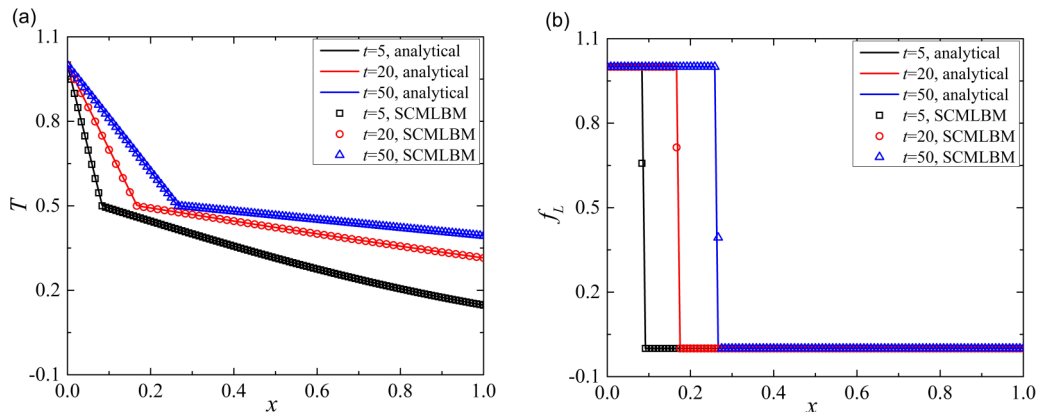 (a)
1.1
0.8
0.5
0.2
-0.1
T
0.0 0.2 0.4 0.6 0.8 1.0
x
t=5, analytical
t=20, analytical
t=50, analytical
t=5, SCMLBM
t=20, SCMLBM
t=50, SCMLBM
(b)
1.1
0.8
0.5
0.2
-0.1
f_L
0.0 0.2 0.4 0.6 0.8 1.0
x
t=5, analytical
t=20, analytical
t=50, analytical
t=5, SCMLBM
t=20, SCMLBM
t=50, SCMLBM